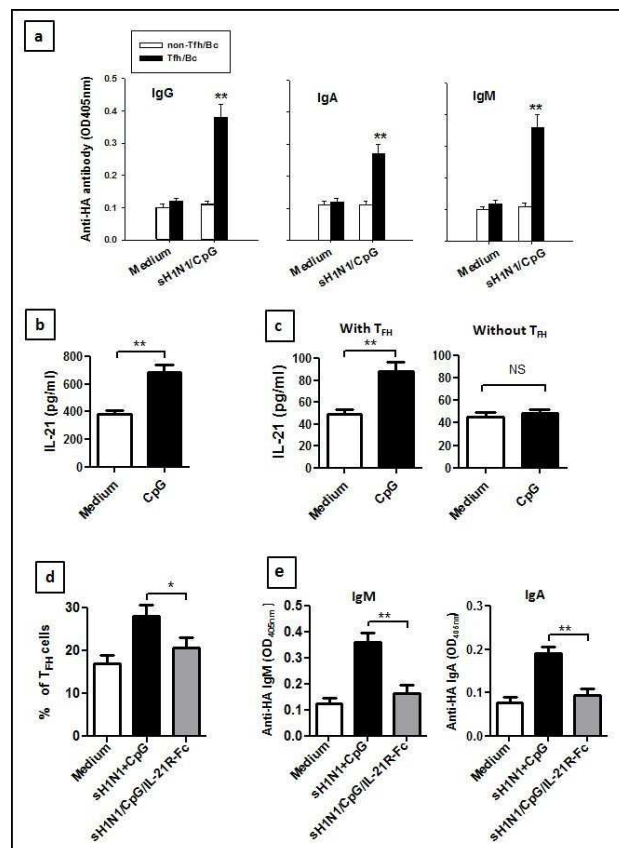 a
non-Tfh/Bc
Tfh/Bc
IgG
IgA
IgM
Anti-HA antibody (OD405nm)
0.5
0.4
0.3
0.2
0.1
0.0
**
**
**
Medium
sH1N1/CpG
Medium
sH1N1/CpG
Medium
sH1N1/CpG
b
IL-21 (pg/ml)
800
600
400
200
0
**
Medium
CpG
c
With TFH
IL-21 (pg/ml)
100
80
60
40
20
0
**
Medium
CpG
Without TFH
100
80
60
40
20
0
NS
Medium
CpG
d
% of TFH cells
30
20
10
0
*
Medium
sH1N1+CpG
sH1N1/CpG/IL-21R-Fc
e
IgM
Anti-HA IgM (OD405nm)
0.4
0.3
0.2
0.1
0.0
**
Medium
sH1N1+CpG
sH1N1/CpG/IL-21R-Fc
IgA
Anti-HA IgA (OD405nm)
0.3
0.2
0.1
0.0
**
Medium
sH1N1+CpG
sH1N1/CpG/IL-21R-Fc